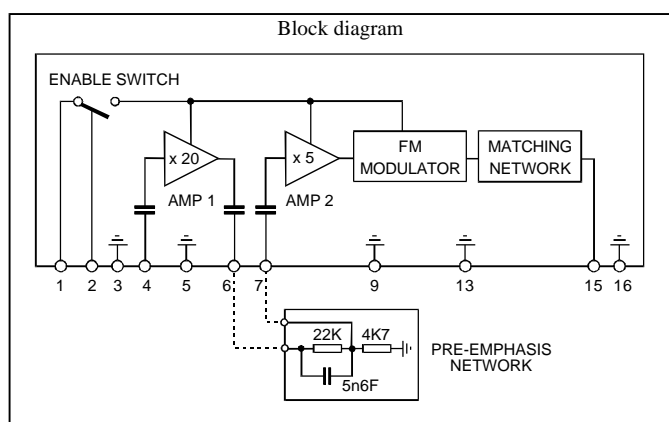 Block diagram
ENABLE SWITCH
x 20
x 5
FM
MODULATOR
MATCHING
NETWORK
AMP 1
AMP 2
1 2 3 4 5 6 7 9 13 15 16
22K 4K7
5n6F
PRE-EMPHASIS
NETWORK